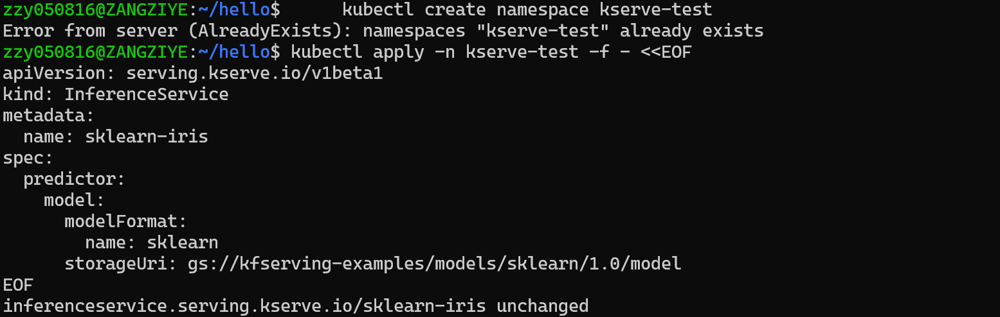 zzy050816@ZANGZIYE:~/hello$      kubectl create namespace kserve-test
Error from server (AlreadyExists): namespaces "kserve-test" already exists
zzy050816@ZANGZIYE:~/hello$ kubectl apply -n kserve-test -f - <<EOF
apiVersion: serving.kserve.io/v1beta1
kind: InferenceService
metadata:
  name: sklearn-iris
spec:
  predictor:
    model:
      modelFormat:
        name: sklearn
      storageUri: gs://kfserving-examples/models/sklearn/1.0/model
EOF
inferenceservice.serving.kserve.io/sklearn-iris unchanged